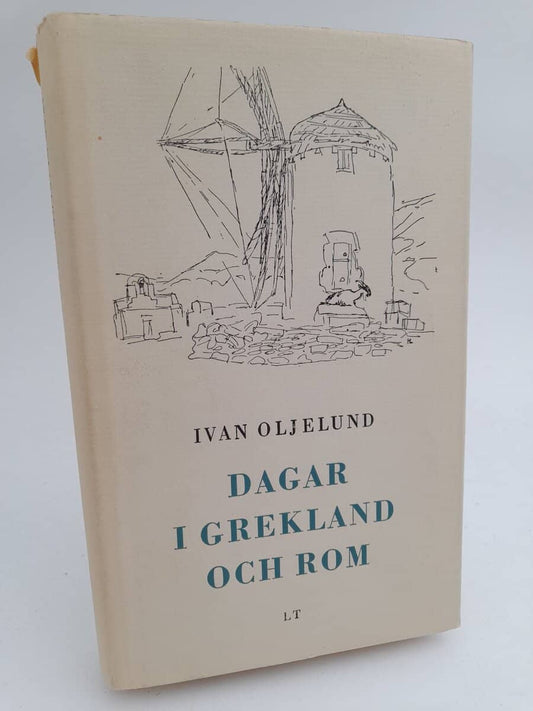 IVAN OLJELUND
DAGAR
I GREKLAND
OCH ROM
LT